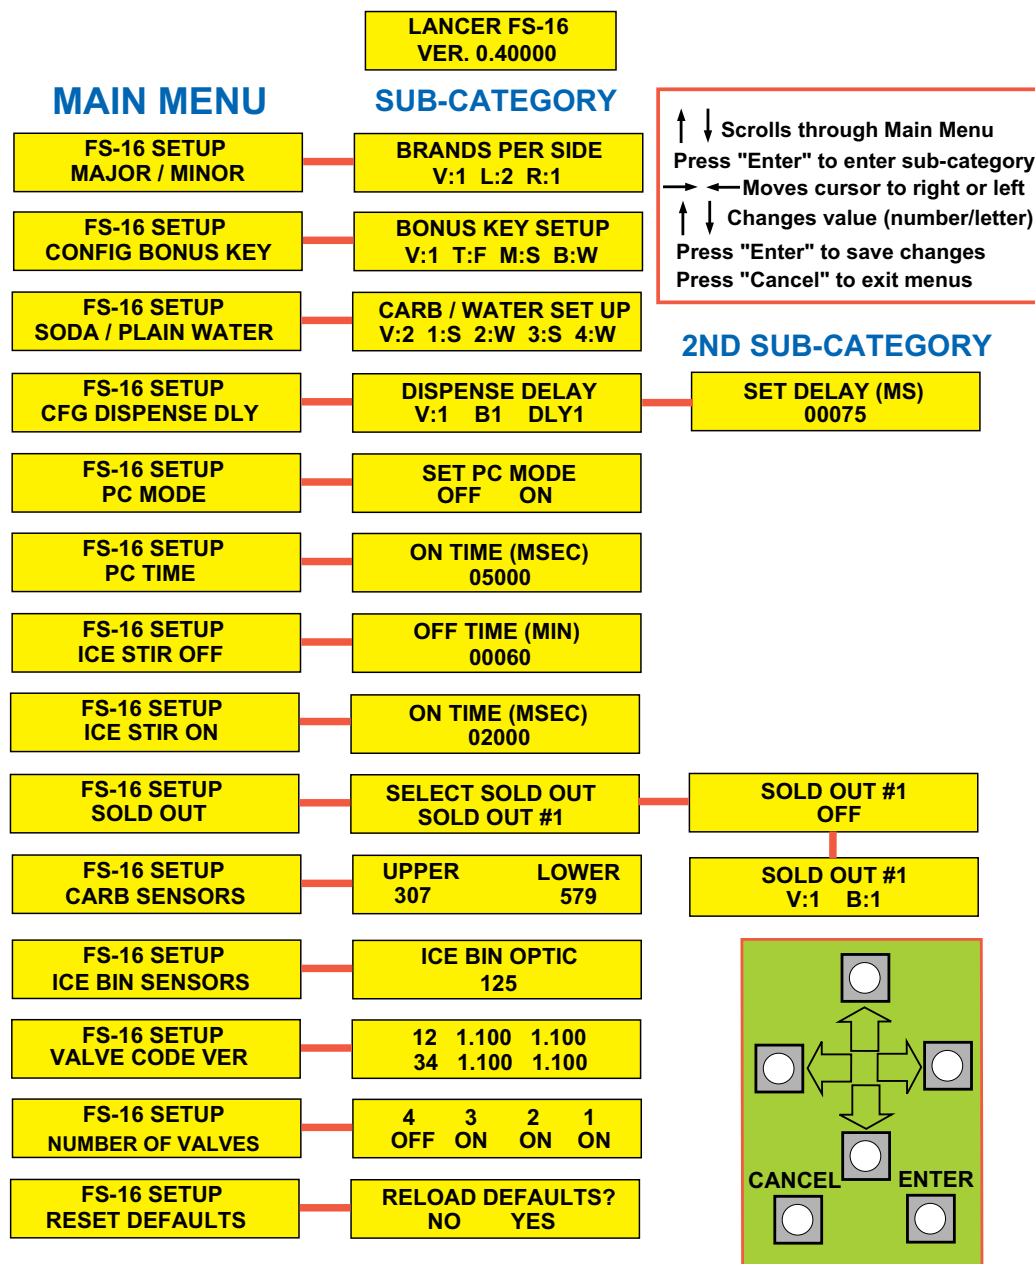 LANCER FS-16
VER. 0.40000
MAIN MENU
SUB-CATEGORY
↑ ↓ Scrolls through Main Menu
Press "Enter" to enter sub-category
→ ← Moves cursor to right or left
↑ ↓ Changes value (number/letter)
Press "Enter" to save changes
Press "Cancel" to exit menus
FS-16 SETUP
MAJOR / MINOR
BRANDS PER SIDE
V:1 L:2 R:1
FS-16 SETUP
CONFIG BONUS KEY
BONUS KEY SETUP
V:1 T:F M:S B:W
FS-16 SETUP
SODA / PLAIN WATER
CARB / WATER SET UP
V:2 1:S 2:W 3:S 4:W
2ND SUB-CATEGORY
FS-16 SETUP
CFG DISPENSE DLY
DISPENSE DELAY
V:1 B1 DLY1
SET DELAY (MS)
00075
FS-16 SETUP
PC MODE
SET PC MODE
OFF ON
FS-16 SETUP
PC TIME
ON TIME (MSEC)
05000
FS-16 SETUP
ICE STIR OFF
OFF TIME (MIN)
00060
FS-16 SETUP
ICE STIR ON
ON TIME (MSEC)
02000
FS-16 SETUP
SOLD OUT
SELECT SOLD OUT
SOLD OUT #1
SOLD OUT #1
OFF
SOLD OUT #1
V:1 B:1
FS-16 SETUP
CARB SENSORS
UPPER LOWER
307 579
FS-16 SETUP
ICE BIN SENSORS
ICE BIN OPTIC
125
FS-16 SETUP
VALVE CODE VER
12 1.100 1.100
34 1.100 1.100
FS-16 SETUP
NUMBER OF VALVES
4 3 2 1
OFF ON ON ON
FS-16 SETUP
RESET DEFAULTS
RELOAD DEFAULTS?
NO YES
CANCEL ENTER